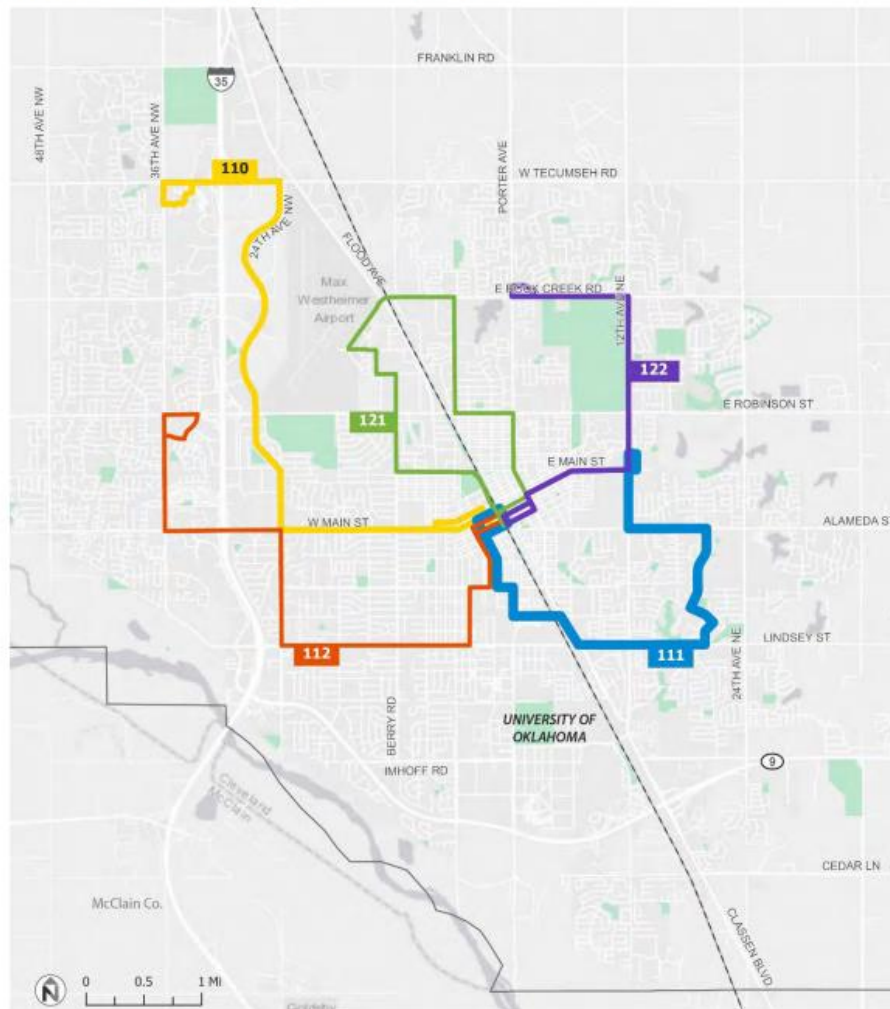 FRANKLIN RD
35
48TH AVE NW
36TH AVE NW
110
W TECUMSEH RD
PORTER AVE
24TH AVE NW
FLOOD AVE
Max
Westheimer
Airport
E ROCK CREEK RD
12TH AVE NE
122
E ROBINSON ST
121
E MAIN ST
W MAIN ST
ALAMEDA ST
112
111
LINDSEY ST
24TH AVE NE
UNIVERSITY OF
OKLAHOMA
BERRY RD
IMHOFF RD
9
Cleveland
McClain
CEDAR LN
McClain Co.
CLASSEN BLVD
N
0 0.5 1 Mi